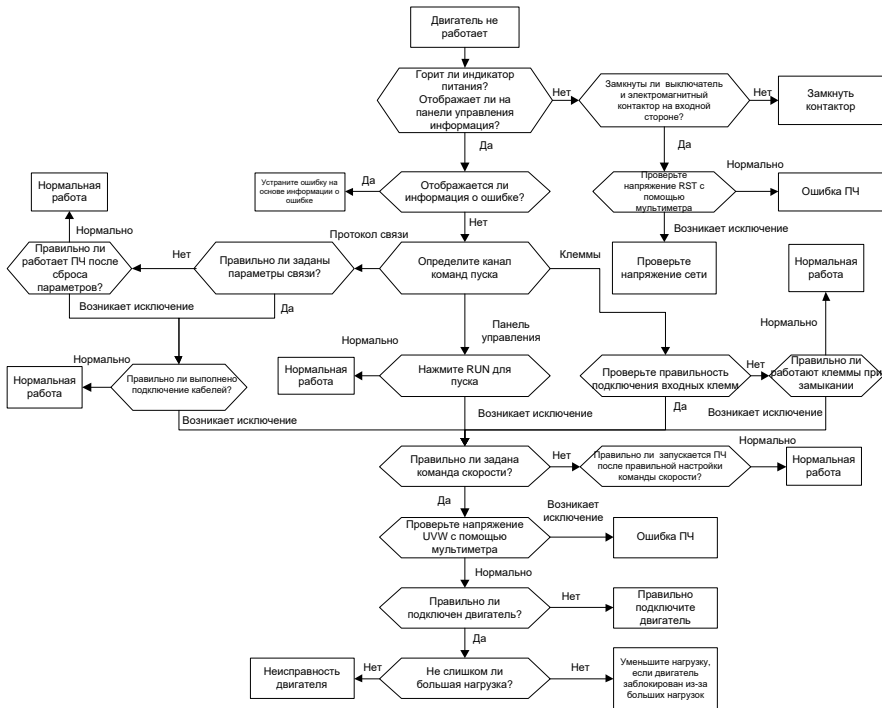 Двигатель не
работает
Горит ли индикатор
питания?
Отображает ли на
панели управления
информация?
Нет
Замкнуты ли выключатель
и электромагнитный
контактор на входной
стороне?
Нет
Замкнуть
контактор
Да
Да
Устраните ошибку на
основе информации о
ошибке
Да
Отображается ли
информация о ошибке?
Проверьте
напряжение RST с
помощью
мультиметра
Нормально
Ошибка ПЧ
Нормальная
работа
Нормально
Нет
Возникает исключение
Протокол связи
Клеммы
Правильно ли
работает ПЧ после
сброса
параметров?
Нет
Правильно ли заданы
параметры связи?
Определите канал
команд пуска
Проверьте
напряжение сети
Нормальная
работа
Возникает исключение
Да
Панель
управления
Нормально
Нормально
Нормально
Нормальная
работа
Правильно ли выполнено
подключение кабелей?
Нормальная
работа
Нажмите RUN для
пуска
Проверьте правильность
подключения входных клемм
Нет
Правильно ли
работают клеммы при
замыкании
Возникает исключение
Возникает исключение
Да
Возникает исключение
Правильно ли задана
команда скорости?
Нет
Правильно ли запускается ПЧ
после правильной настройки
команды скорости?
Нормально
Нормальная
работа
Да
Проверьте напряжение
UVW с помощью
мультиметра
Возникает
исключение
Ошибка ПЧ
Нормально
Правильно ли
подключен двигатель?
Нет
Правильно
подключите
двигатель
Да
Неисправность
двигателя
Нет
Не слишком ли
большая нагрузка?
Нет
Уменьшите нагрузку,
если двигатель
заблокирован из-за
больших нагрузок